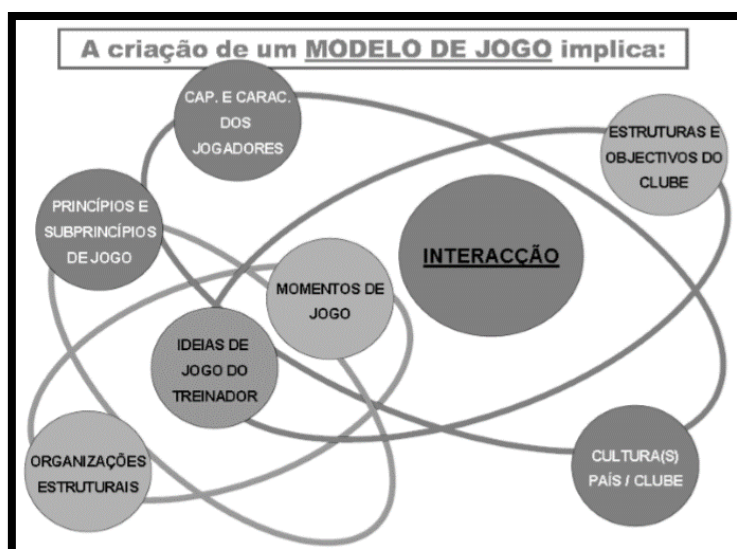 A criação de um MODELO DE JOGO implica:
CAP. E CARAC.
DOS
JOGADORES
ESTRUTURAS E
OBJECTIVOS DO
CLUBE
PRINCÍPIOS E
SUBPRINCÍPIOS
DE JOGO
INTERACÇÃO
MOMENTOS DE
JOGO
IDEIAS DE
JOGO DO
TREINADOR
ORGANIZAÇÕES
ESTRUTURAIS
CULTURA(S)
PAÍS / CLUBE